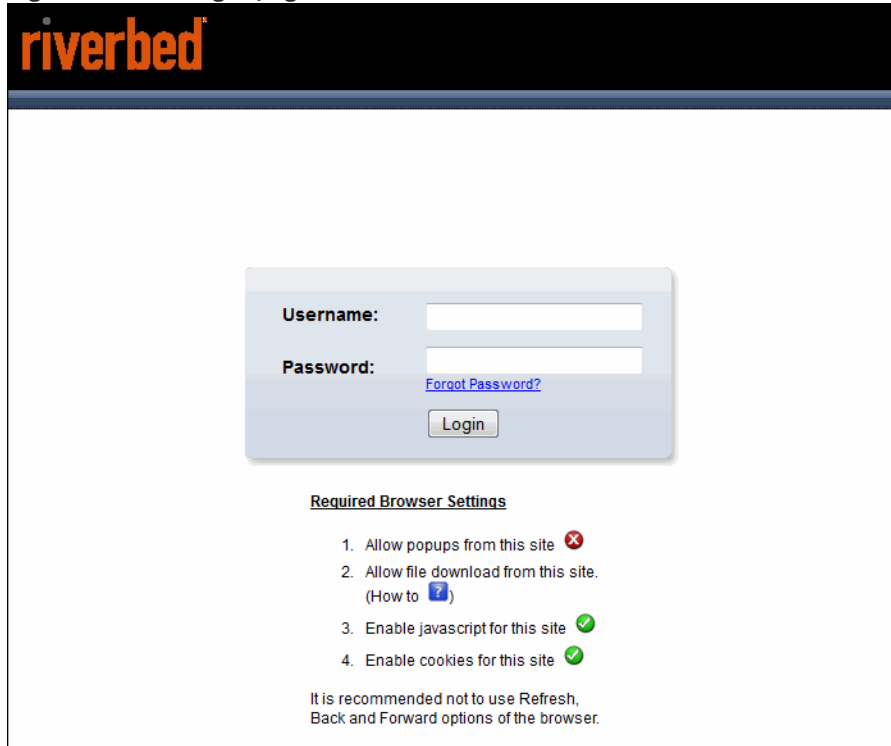 riverbed
Username:
Password:
Forgot Password?
Login
Required Browser Settings
1. Allow popups from this site
2. Allow file download from this site.
(How to ?)
3. Enable javascript for this site
4. Enable cookies for this site
It is recommended not to use Refresh,
Back and Forward options of the browser.